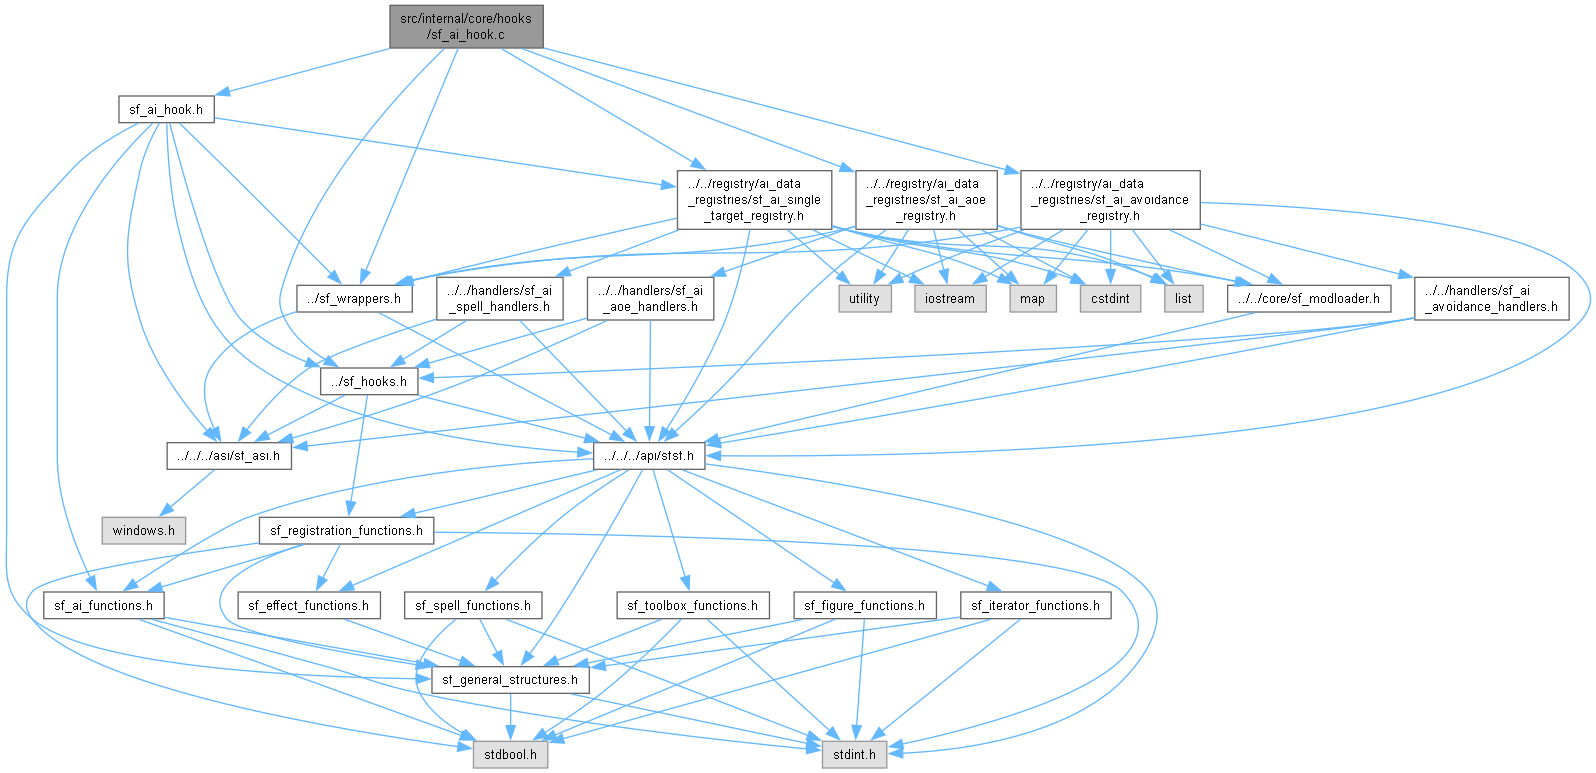 src/internal/core/hooks
/sf_ai_hook.c
sf_ai_hook.h
../../registry/ai_data
_registries/sf_ai_single
_target_registry.h
../../registry/ai_data
_registries/sf_ai_aoe
_registry.h
../../registry/ai_data
_registries/sf_ai_avoidance
_registry.h
../sf_wrappers.h
../../handlers/sf_ai
_spell_handlers.h
../../handlers/sf_ai
_aoe_handlers.h
utility
iostream
map
cstdint
list
../../core/sf_modloader.h
../../handlers/sf_ai
_avoidance_handlers.h
../sf_hooks.h
../../../asi/sf_asi.h
../../../api/sfsf.h
windows.h
sf_registration_functions.h
sf_ai_functions.h
sf_effect_functions.h
sf_spell_functions.h
sf_toolbox_functions.h
sf_figure_functions.h
sf_iterator_functions.h
sf_general_structures.h
stdbool.h
stdint.h